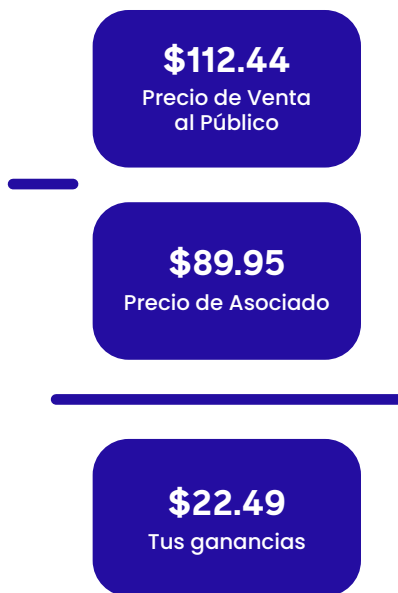 $112.44
Precio de Venta
al Público
$89.95
Precio de Asociado
$22.49
Tus ganancias